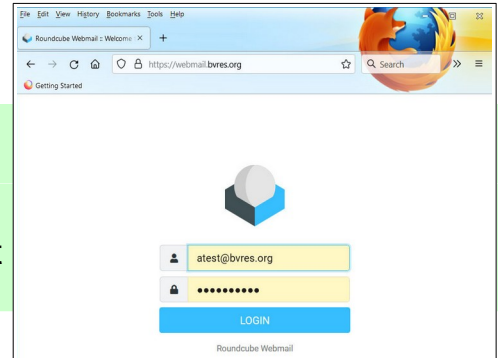 File Edit View History Bookmarks Tools Help
Roundcube Webmail :: Welcome × +
https://webmail.bvres.org Search
Getting Started
atest@bvres.org
••••••••••
LOGIN
Roundcube Webmail